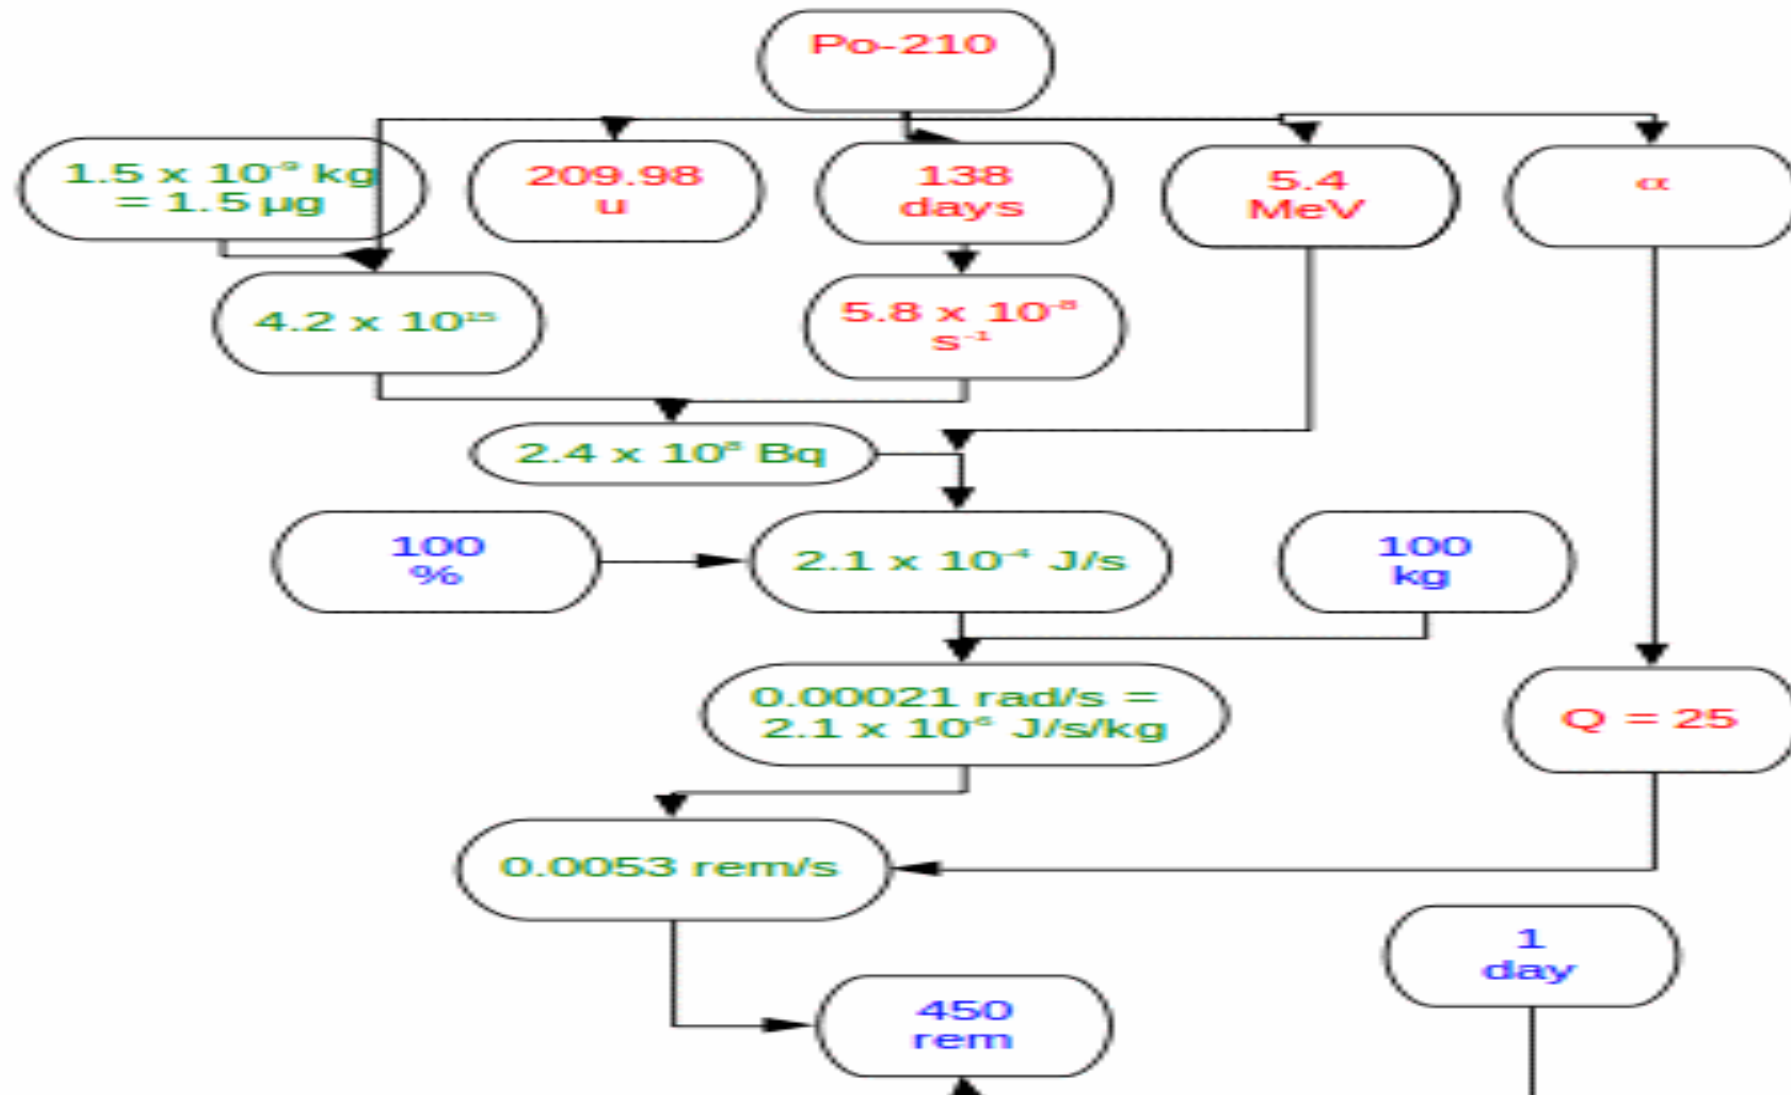 Po-210
1.5 x 10⁻⁹ kg
= 1.5 µg
209.98
u
138
days
5.4
MeV
α
4.2 x 10¹⁵
5.8 x 10⁻⁸
s⁻¹
2.4 x 10⁸ Bq
100
%
2.1 x 10⁻⁴ J/s
100
kg
0.00021 rad/s =
2.1 x 10⁻⁶ J/s/kg
Q = 25
0.0053 rem/s
1
day
450
rem